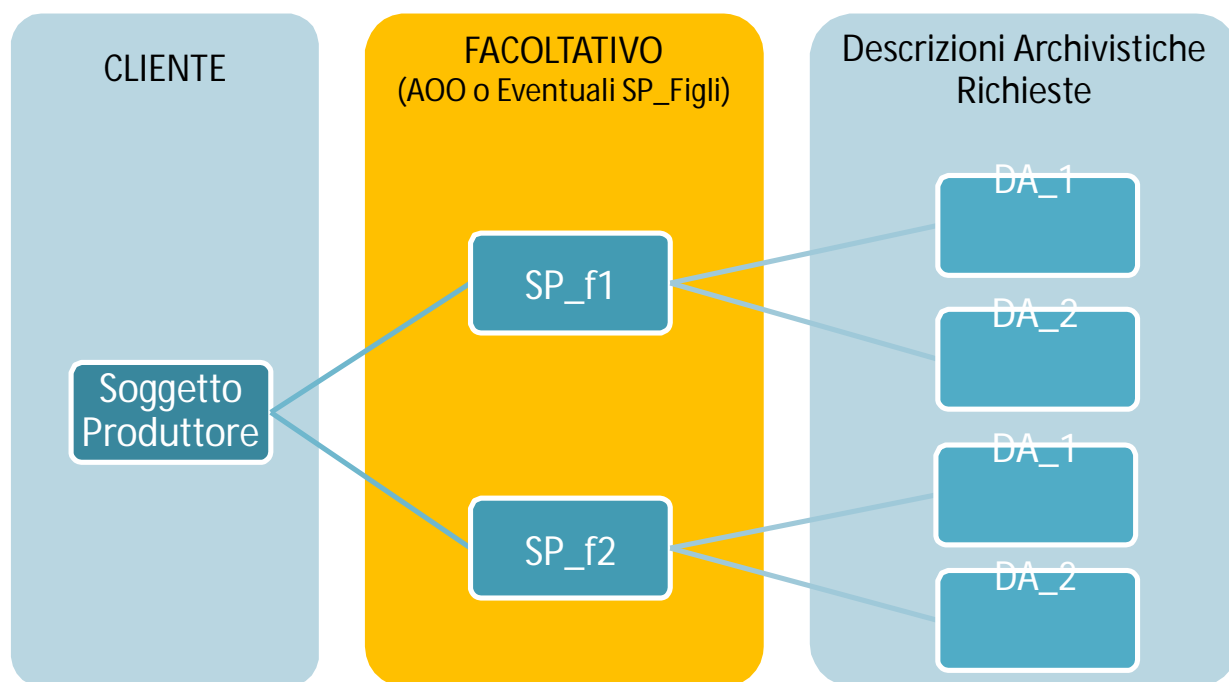 CLIENTE
FACOLTATIVO
(AOO o Eventuali SP_Figli)
Descrizioni Archivistiche
Richieste
Soggetto
Produttore
SP_f1
SP_f2
DA_1
DA_2
DA_1
DA_2